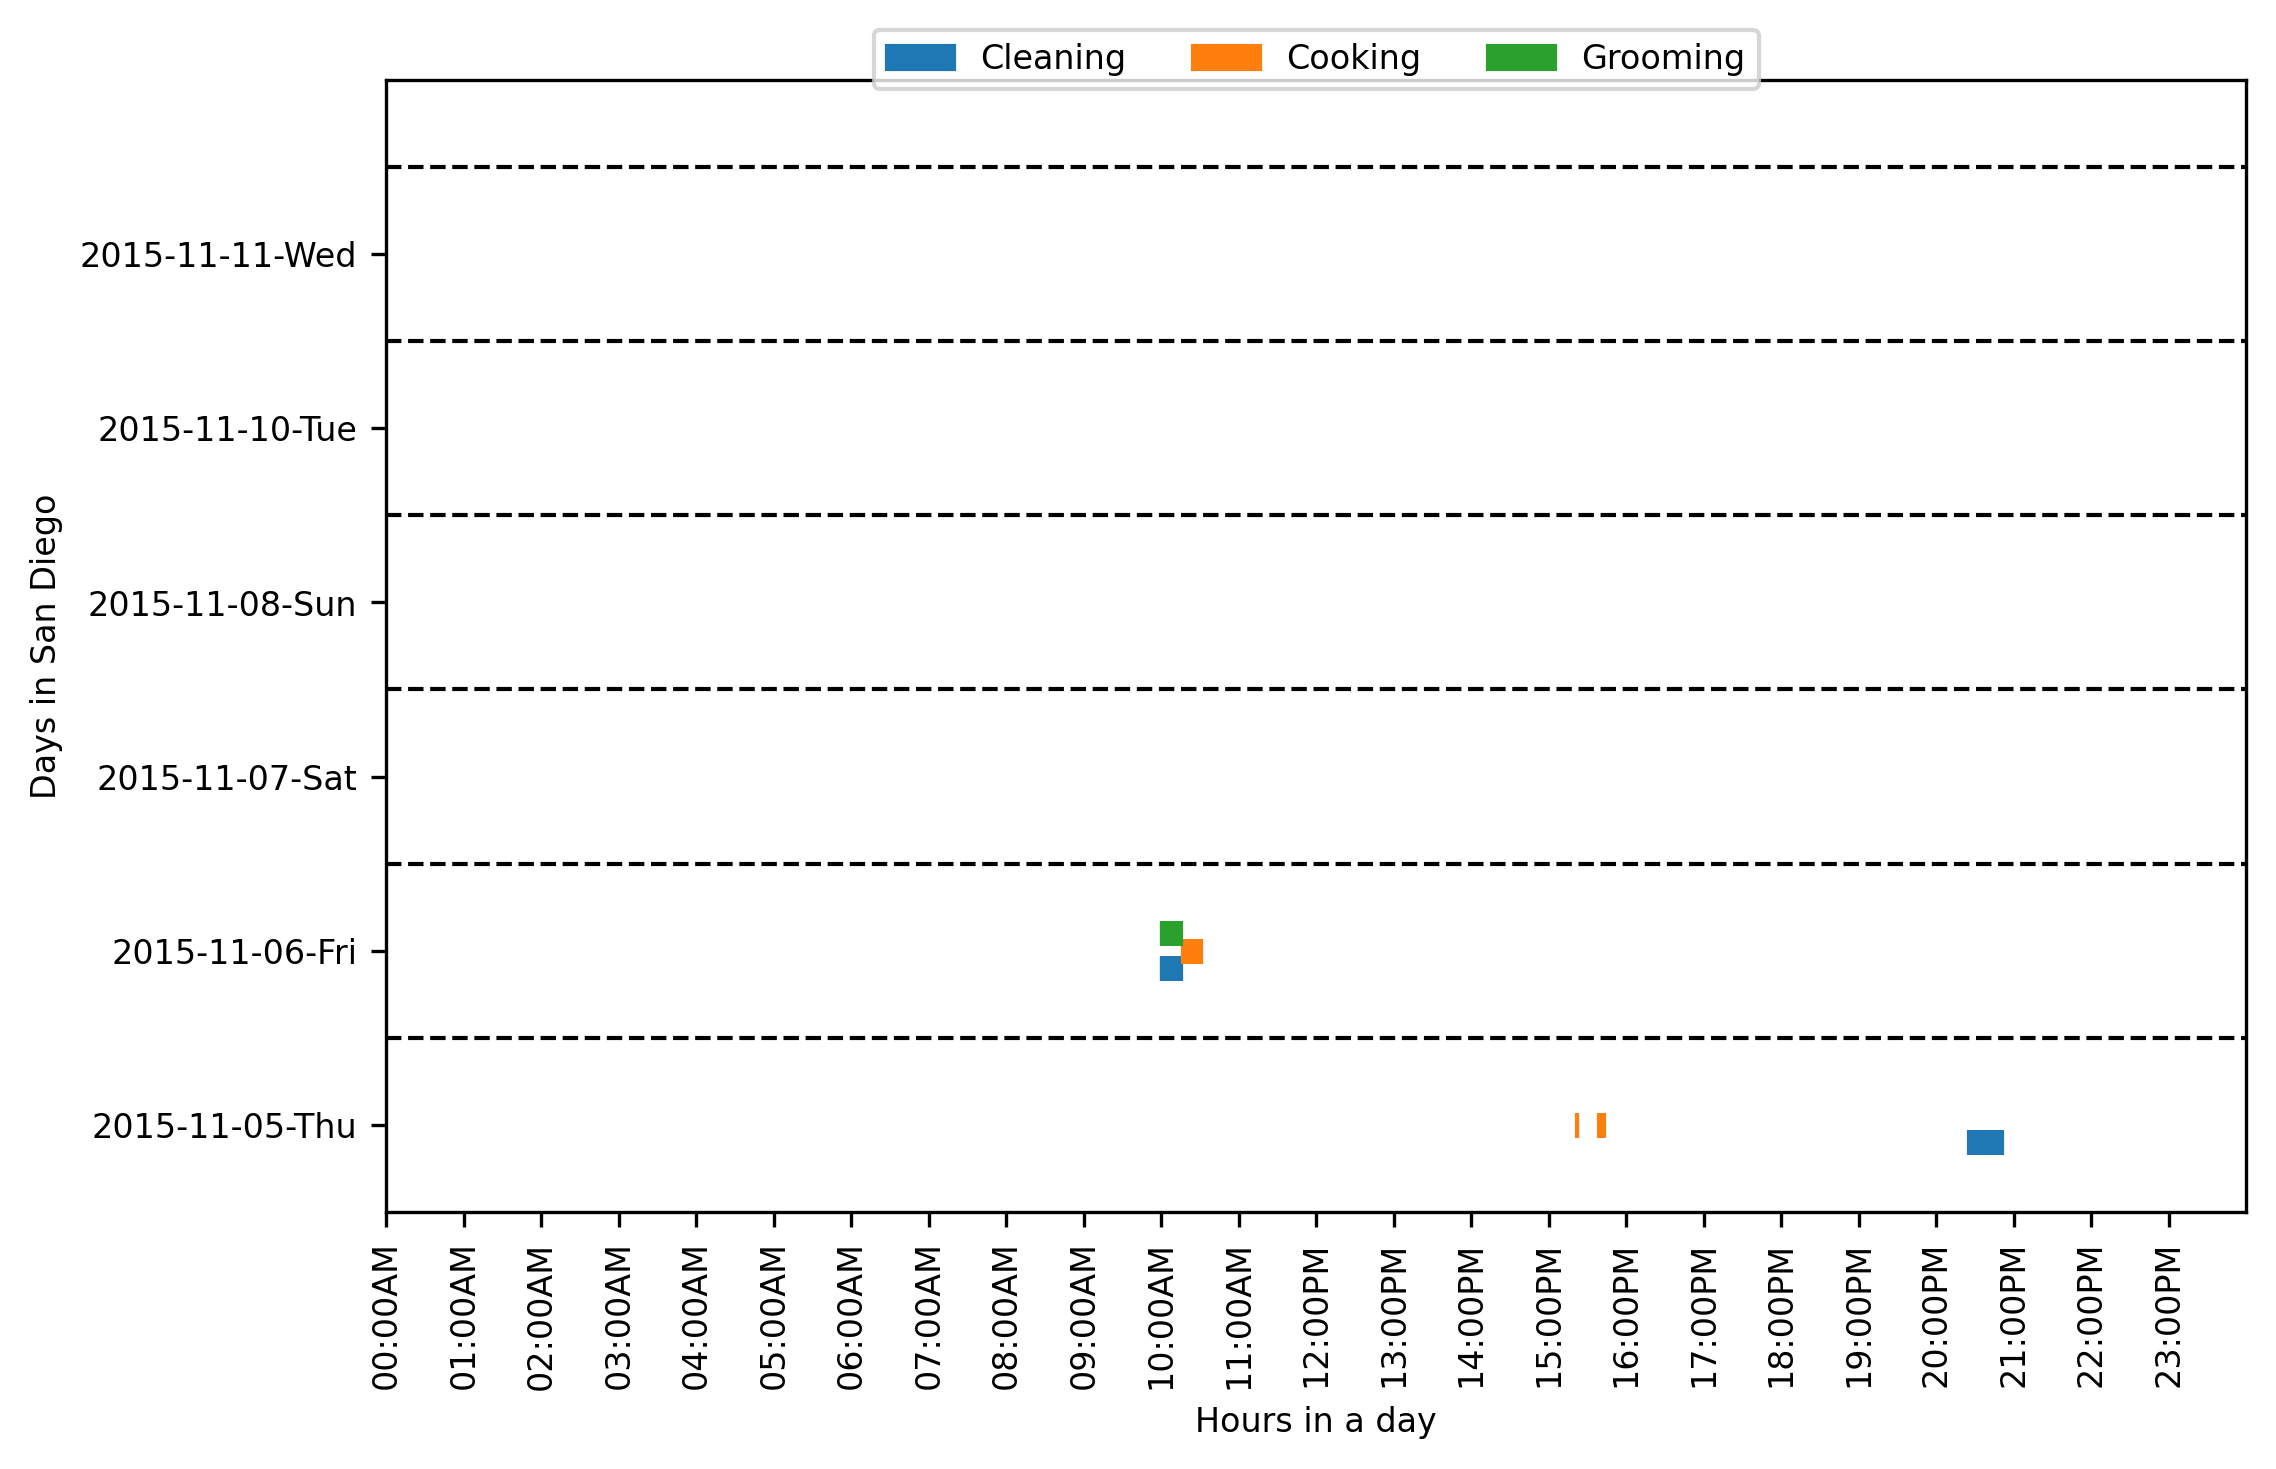 Cleaning Cooking Grooming
2015-11-11-Wed
2015-11-10-Tue
2015-11-08-Sun
2015-11-07-Sat
2015-11-06-Fri
2015-11-05-Thu
Days in San Diego
00:00AM 01:00AM 02:00AM 03:00AM 04:00AM 05:00AM 06:00AM 07:00AM 08:00AM 09:00AM 10:00AM 11:00AM 12:00PM 13:00PM 14:00PM 15:00PM 16:00PM 17:00PM 18:00PM 19:00PM 20:00PM 21:00PM 22:00PM 23:00PM
Hours in a day